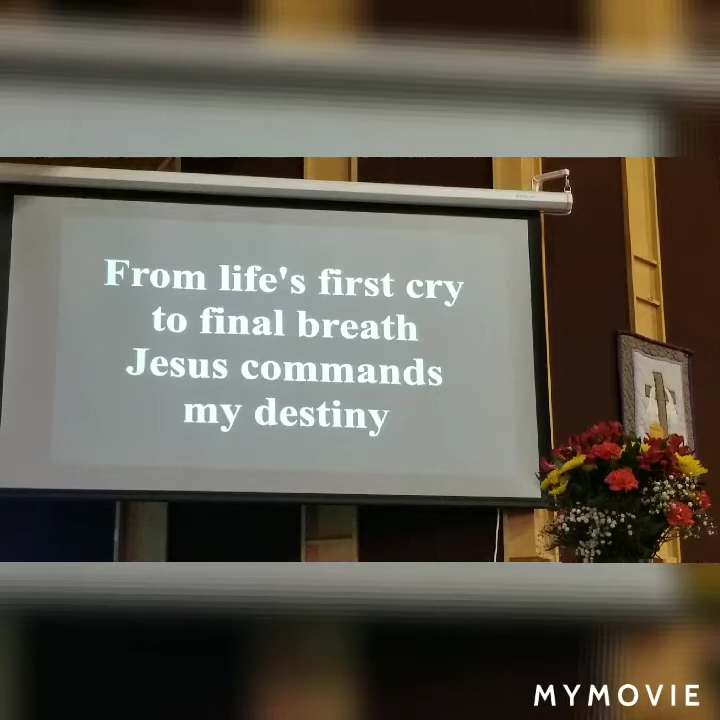 From life's first cry
to final breath
Jesus commands
my destiny
MYMOVIE